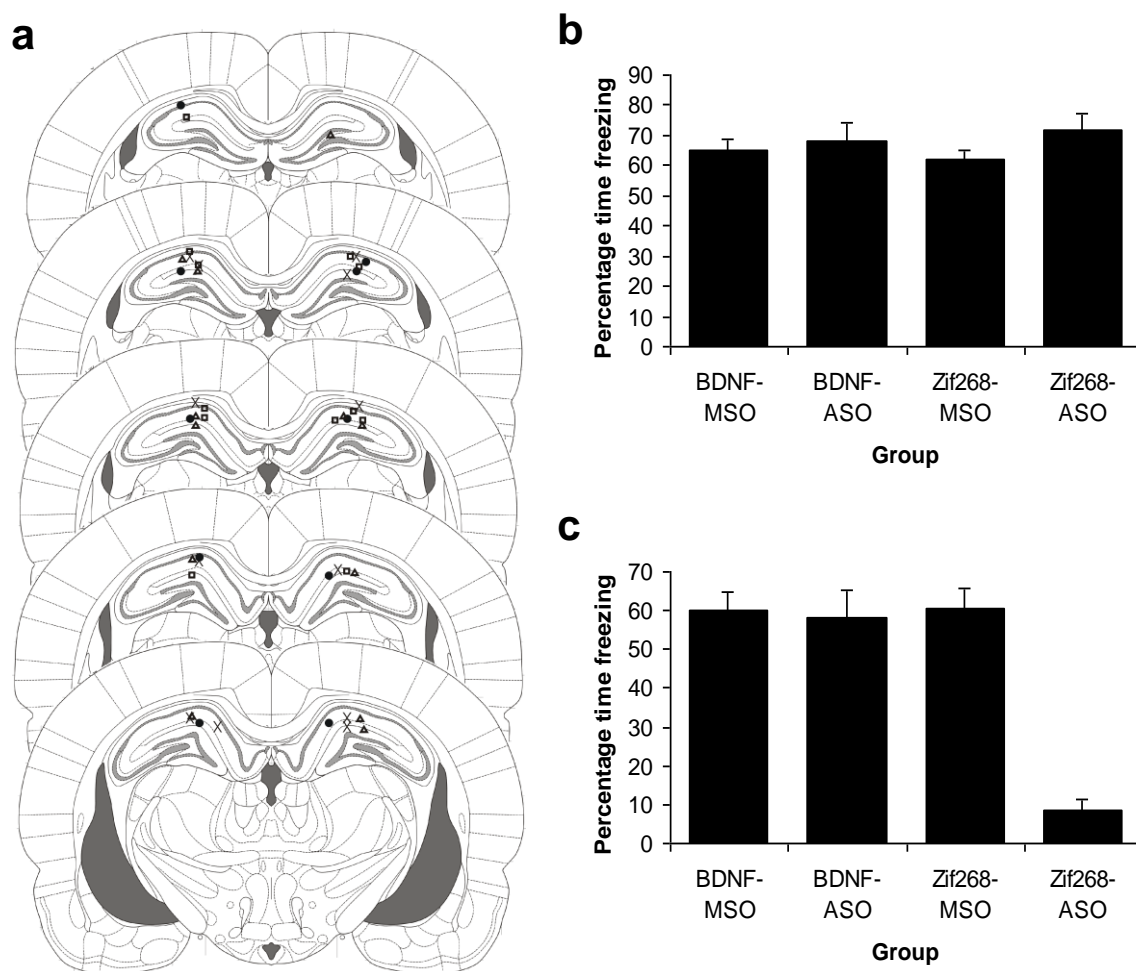 a
b
Percentage time freezing
90
80
70
60
50
40
30
20
10
0
BDNF-
MSO
BDNF-
ASO
Zif268-
MSO
Zif268-
ASO
Group
c
Percentage time freezing
70
60
50
40
30
20
10
0
BDNF-
MSO
BDNF-
ASO
Zif268-
MSO
Zif268-
ASO
Group